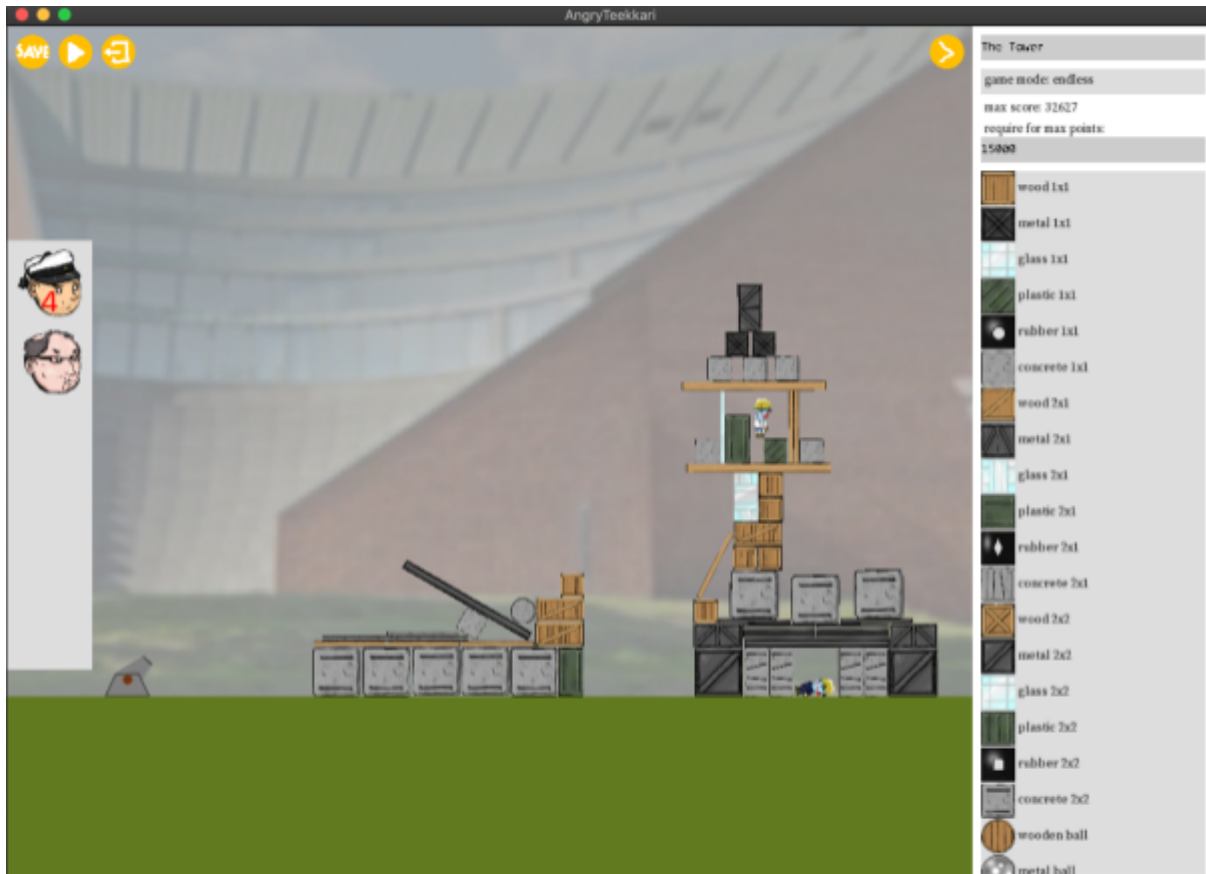 AngryTeekkari
SAVE
4
The Tower
game mode: endless
max score: 32627
require for max points:
15000
wood 1x1
metal 1x1
glass 1x1
plastic 1x1
rubber 1x1
concrete 1x1
wood 2x1
metal 2x1
glass 2x1
plastic 2x1
rubber 2x1
concrete 2x1
wood 2x2
metal 2x2
glass 2x2
plastic 2x2
rubber 2x2
concrete 2x2
wooden ball
metal ball